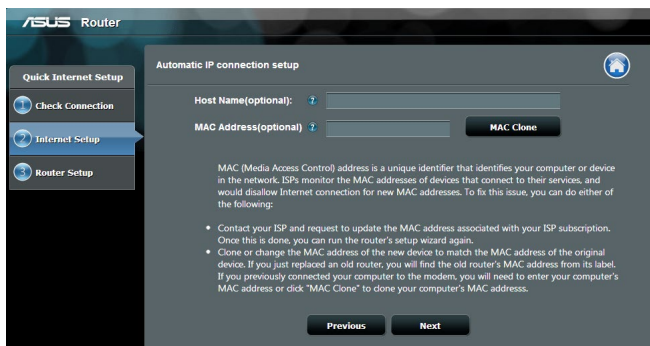 ASUS Router
Quick Internet Setup
1 Check Connection
2 Internet Setup
3 Router Setup
Automatic IP connection setup
Host Name(optional): ?
MAC Address(optional) ? MAC Clone
MAC (Media Access Control) address is a unique identifier that identifies your computer or device
in the network. ISPs monitor the MAC addresses of devices that connect to their services, and
would disallow Internet connection for new MAC addresses. To fix this issue, you can do either of
the following:
• Contact your ISP and request to update the MAC address associated with your ISP subscription.
Once this is done, you can run the router's setup wizard again.
• Clone or change the MAC address of the new device to match the MAC address of the original
device. If you just replaced an old router, you will find the old router's MAC address from its label.
If you previously connected your computer to the modem, you will need to enter your computer's
MAC address or click "MAC Clone" to clone your computer's MAC addresss.
Previous Next